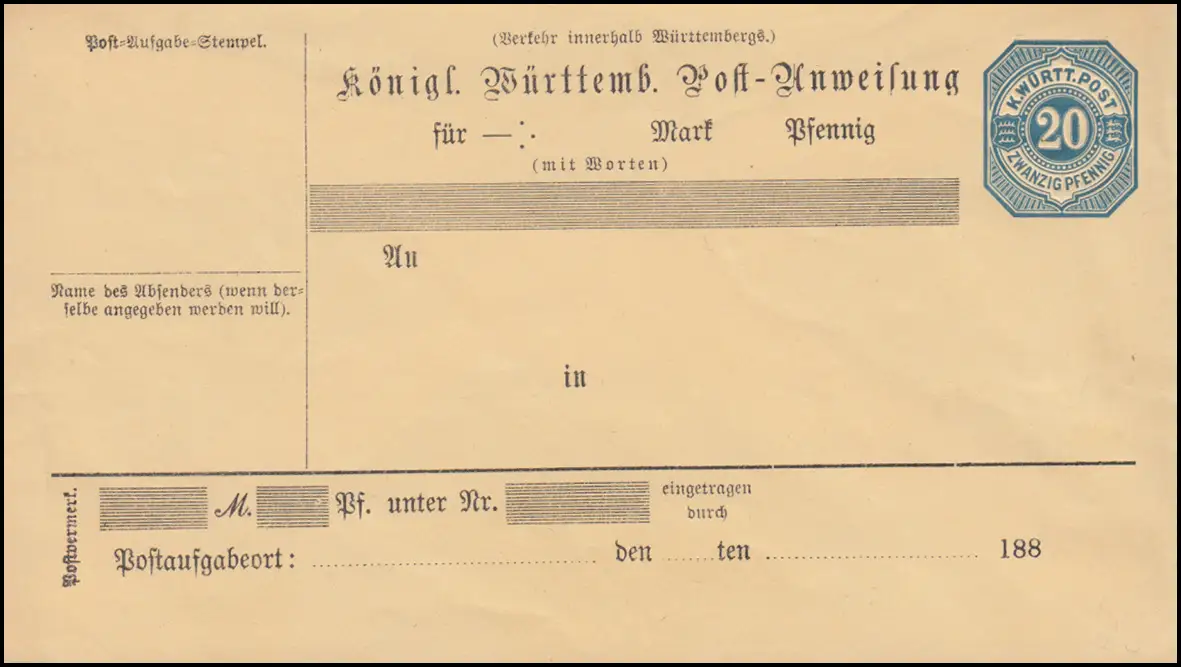 Post=Aufgabe=Stempel.
(Verkehr innerhalb Württembergs.)
Königl. Württemb. Post-Anweisung
für — Mark Pfennig
(mit Worten)
K. WÜRTT. POST
20
ZWANZIG PFENNIG
An
Name des Absenders (wenn der=
selbe angegeben werden will).
in
Postvermerk.
M. Pf. unter Nr. eingetragen
durch
Postaufgabeort: den ten 188